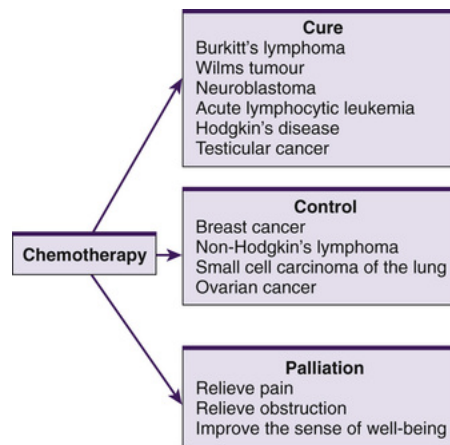 Cure
Burkitt's lymphoma
Wilms tumour
Neuroblastoma
Acute lymphocytic leukemia
Hodgkin's disease
Testicular cancer
Chemotherapy
Control
Breast cancer
Non-Hodgkin's lymphoma
Small cell carcinoma of the lung
Ovarian cancer
Palliation
Relieve pain
Relieve obstruction
Improve the sense of well-being